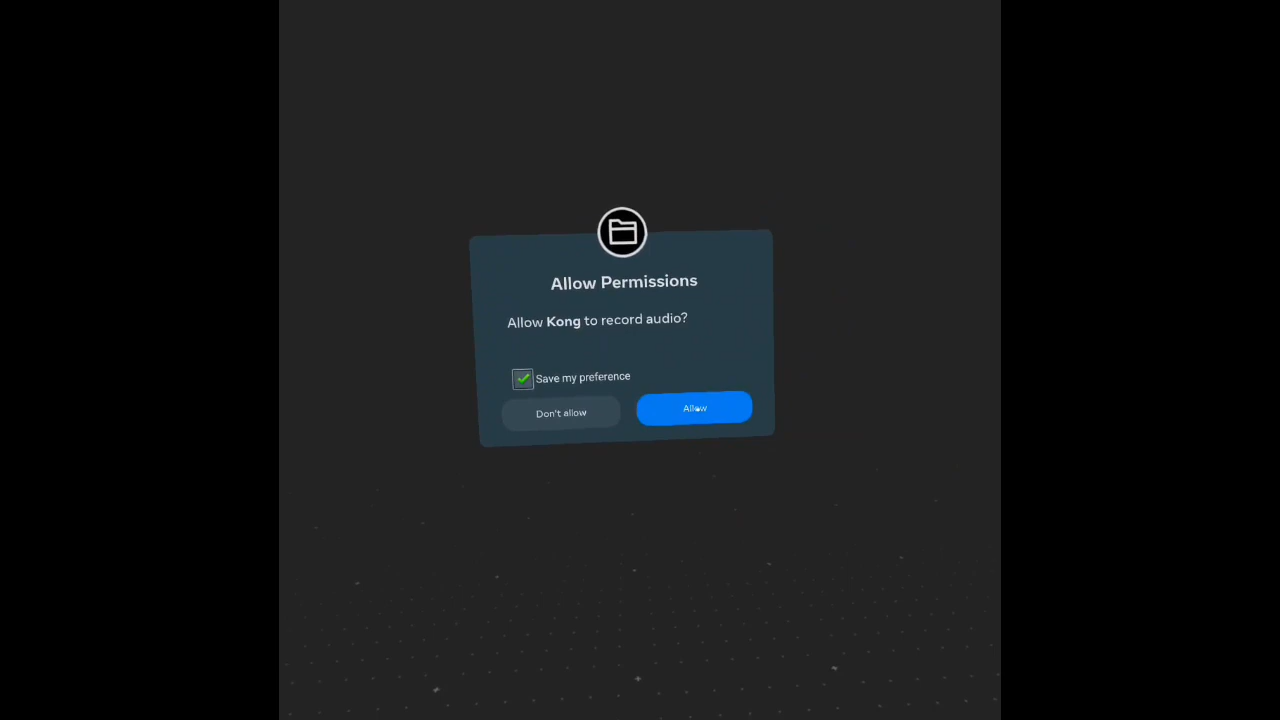 Allow Permissions
Allow Kong to record audio?
Save my preference
Don't allow
Allow